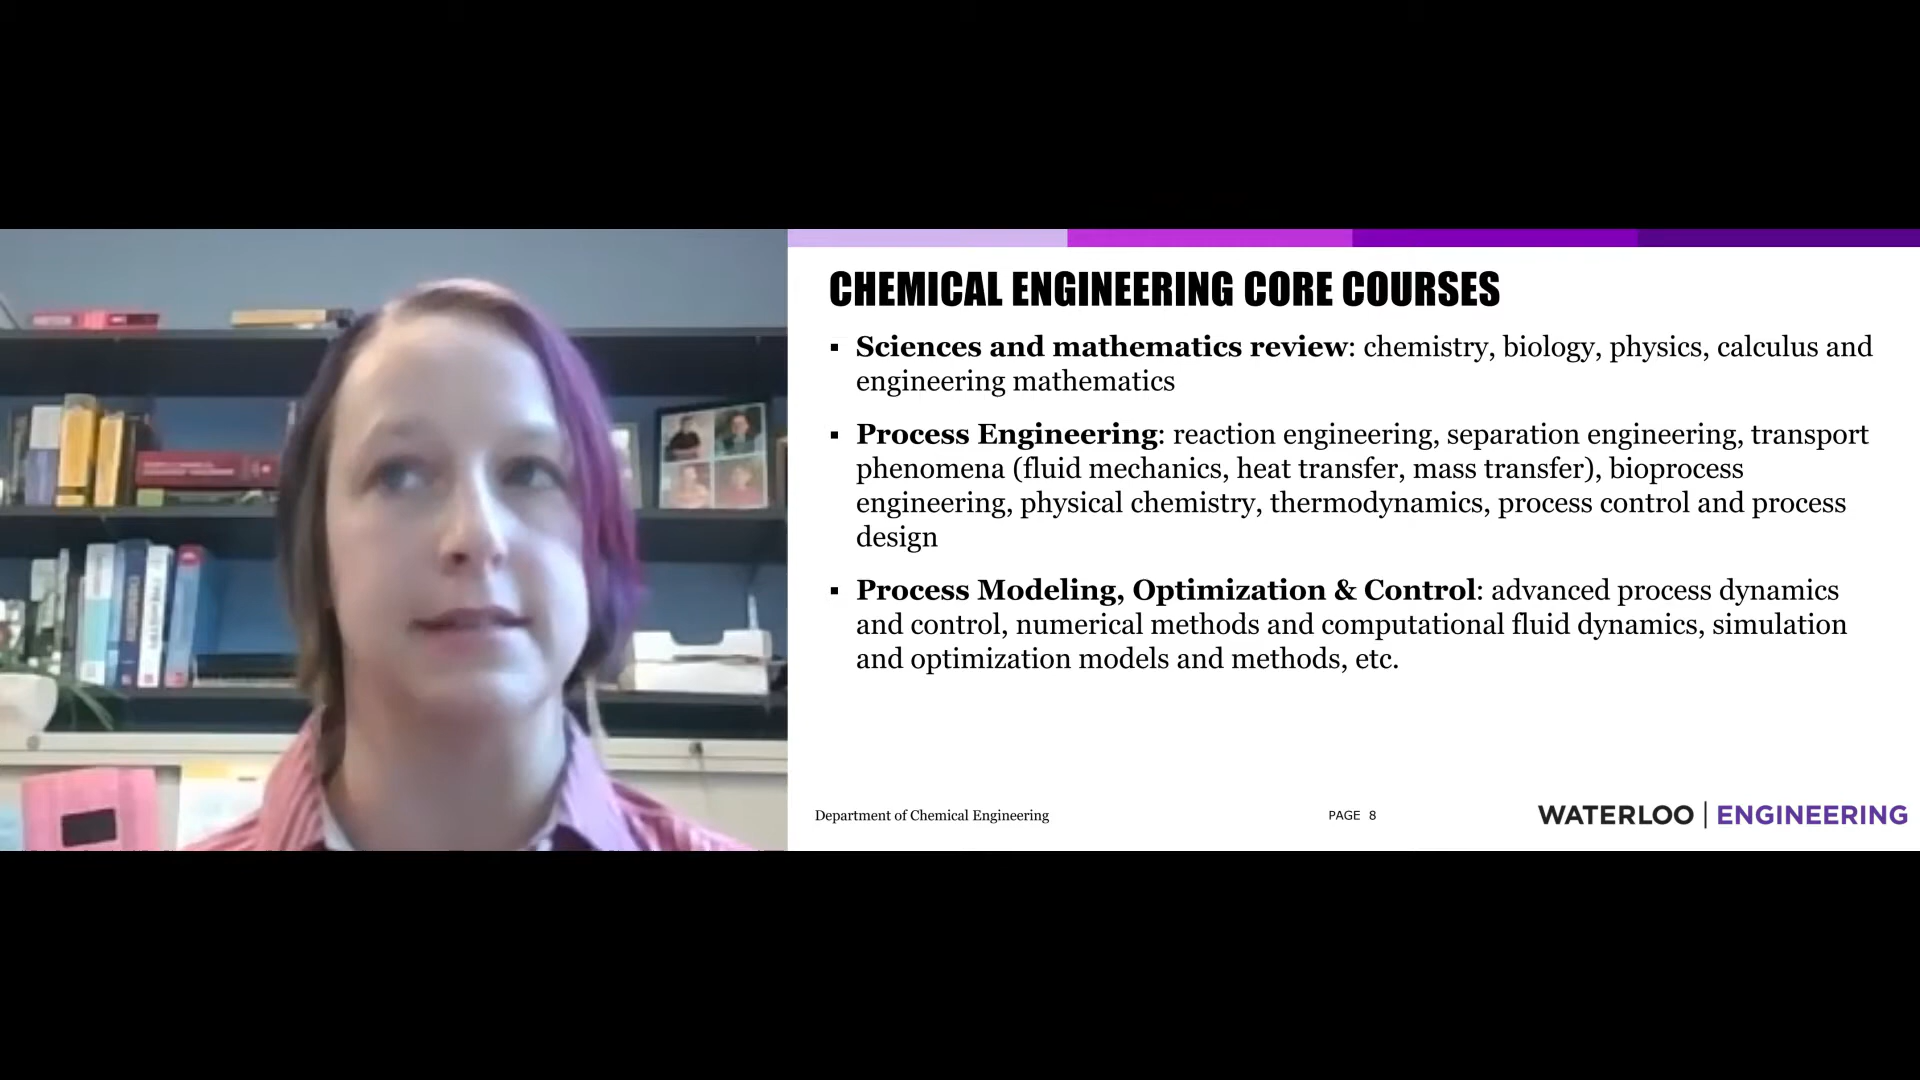 CHEMICAL ENGINEERING CORE COURSES
▪ Sciences and mathematics review: chemistry, biology, physics, calculus and
engineering mathematics
▪ Process Engineering: reaction engineering, separation engineering, transport
phenomena (fluid mechanics, heat transfer, mass transfer), bioprocess
engineering, physical chemistry, thermodynamics, process control and process
design
▪ Process Modeling, Optimization & Control: advanced process dynamics
and control, numerical methods and computational fluid dynamics, simulation
and optimization models and methods, etc.
Department of Chemical Engineering
PAGE 8
WATERLOO | ENGINEERING